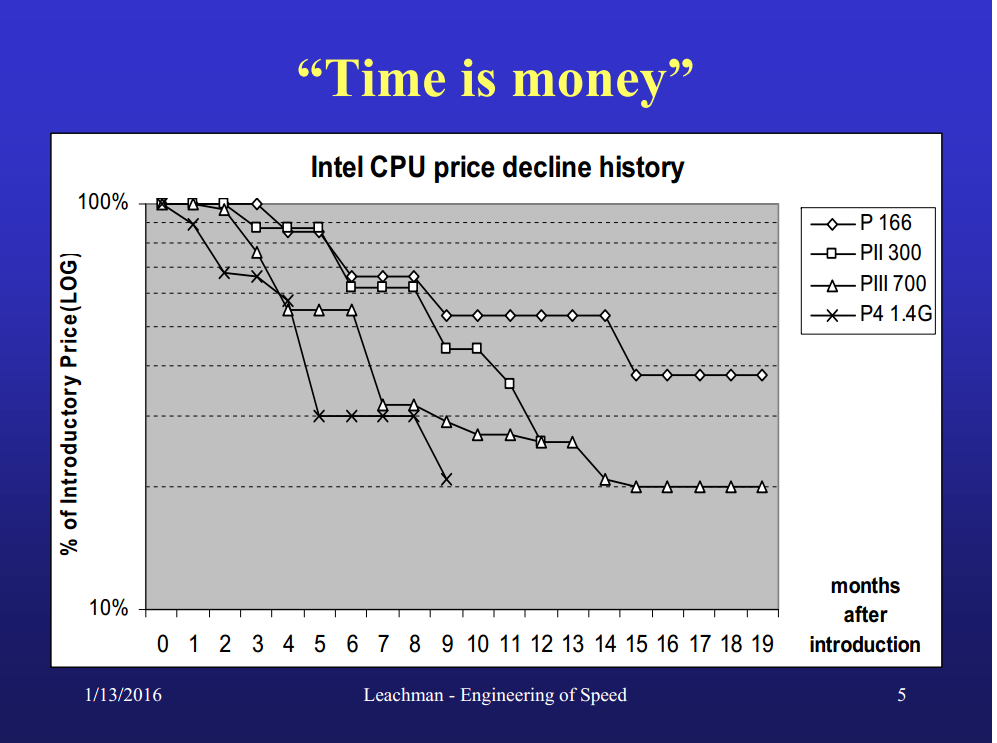 “Time is money”
Intel CPU price decline history
100%
10%
% of Introductory Price (LOG)
0 1 2 3 4 5 6 7 8 9 10 11 12 13 14 15 16 17 18 19
P 166
PII 300
PIII 700
P4 1.4G
months
after
introduction
1/13/2016
Leachman - Engineering of Speed
5